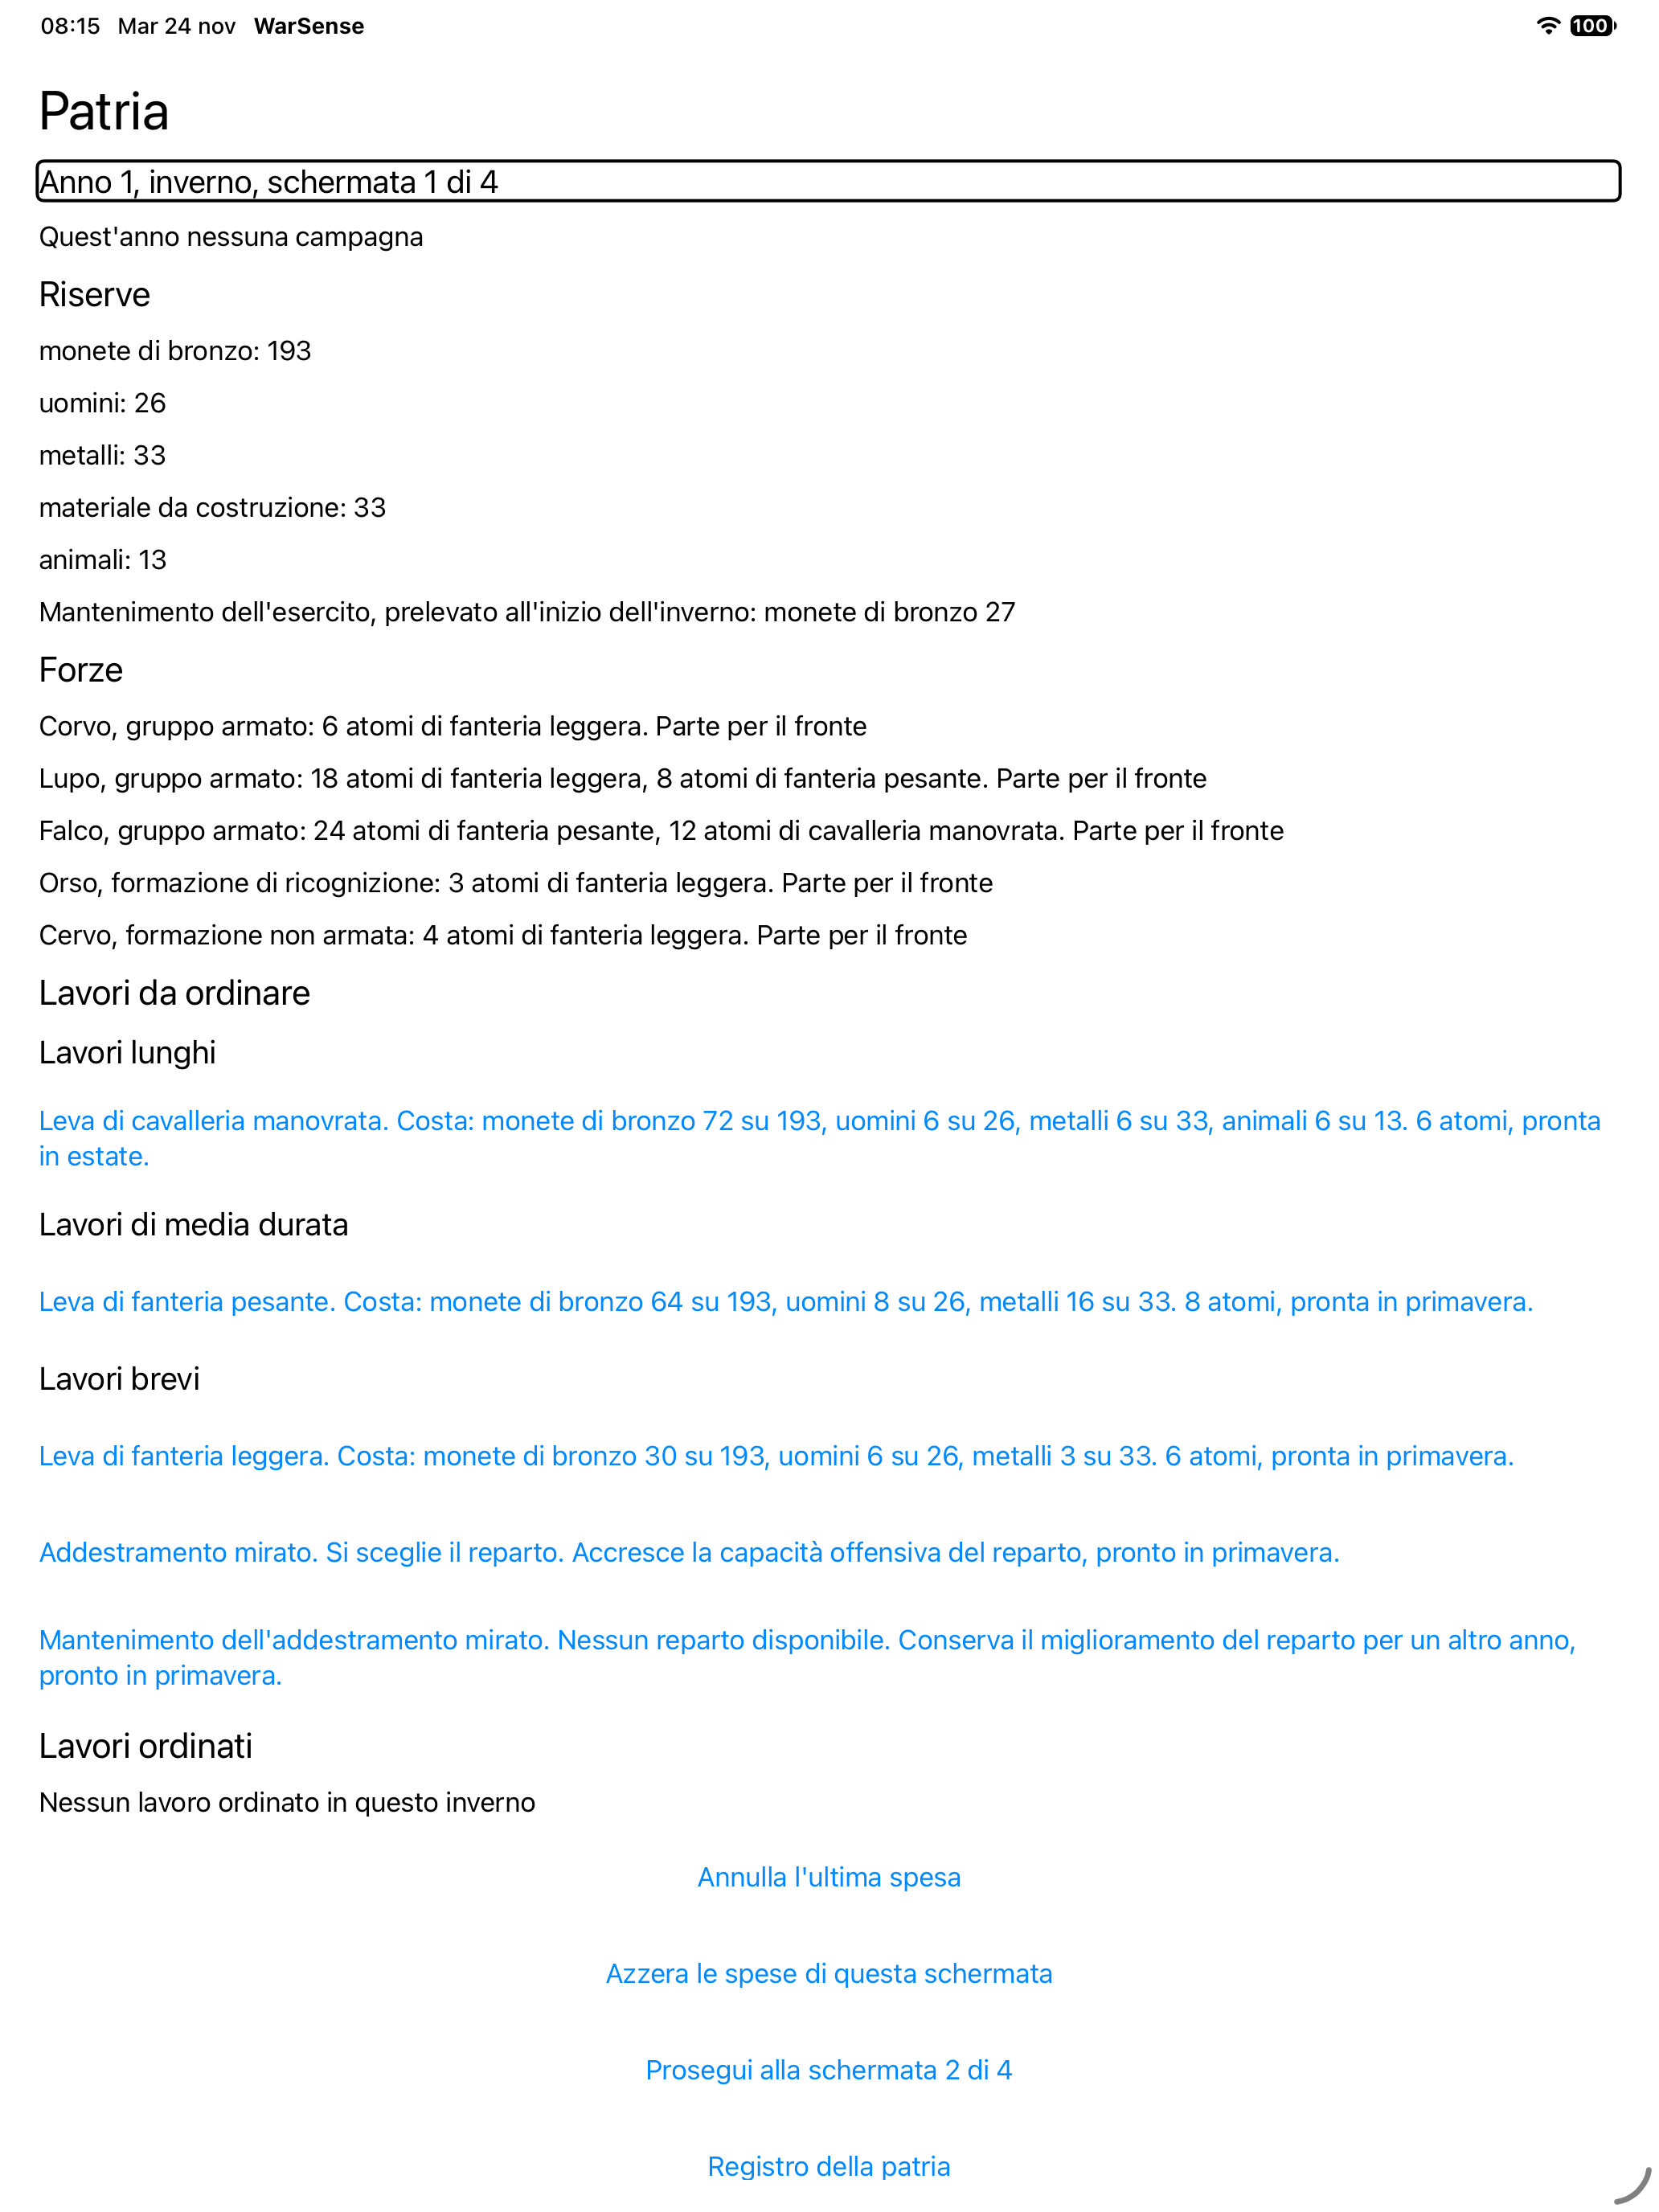 08:15 Mar 24 nov WarSense
100
Patria
Anno 1, inverno, schermata 1 di 4
Quest'anno nessuna campagna
Riserve
monete di bronzo: 193
uomini: 26
metalli: 33
materiale da costruzione: 33
animali: 13
Mantenimento dell'esercito, prelevato all'inizio dell'inverno: monete di bronzo 27
Forze
Corvo, gruppo armato: 6 atomi di fanteria leggera. Parte per il fronte
Lupo, gruppo armato: 18 atomi di fanteria leggera, 8 atomi di fanteria pesante. Parte per il fronte
Falco, gruppo armato: 24 atomi di fanteria pesante, 12 atomi di cavalleria manovrata. Parte per il fronte
Orso, formazione di ricognizione: 3 atomi di fanteria leggera. Parte per il fronte
Cervo, formazione non armata: 4 atomi di fanteria leggera. Parte per il fronte
Lavori da ordinare
Lavori lunghi
Leva di cavalleria manovrata. Costa: monete di bronzo 72 su 193, uomini 6 su 26, metalli 6 su 33, animali 6 su 13. 6 atomi, pronta
in estate.
Lavori di media durata
Leva di fanteria pesante. Costa: monete di bronzo 64 su 193, uomini 8 su 26, metalli 16 su 33. 8 atomi, pronta in primavera.
Lavori brevi
Leva di fanteria leggera. Costa: monete di bronzo 30 su 193, uomini 6 su 26, metalli 3 su 33. 6 atomi, pronta in primavera.
Addestramento mirato. Si sceglie il reparto. Accresce la capacità offensiva del reparto, pronto in primavera.
Mantenimento dell'addestramento mirato. Nessun reparto disponibile. Conserva il miglioramento del reparto per un altro anno,
pronto in primavera.
Lavori ordinati
Nessun lavoro ordinato in questo inverno
Annulla l'ultima spesa
Azzera le spese di questa schermata
Prosegui alla schermata 2 di 4
Registro della patria